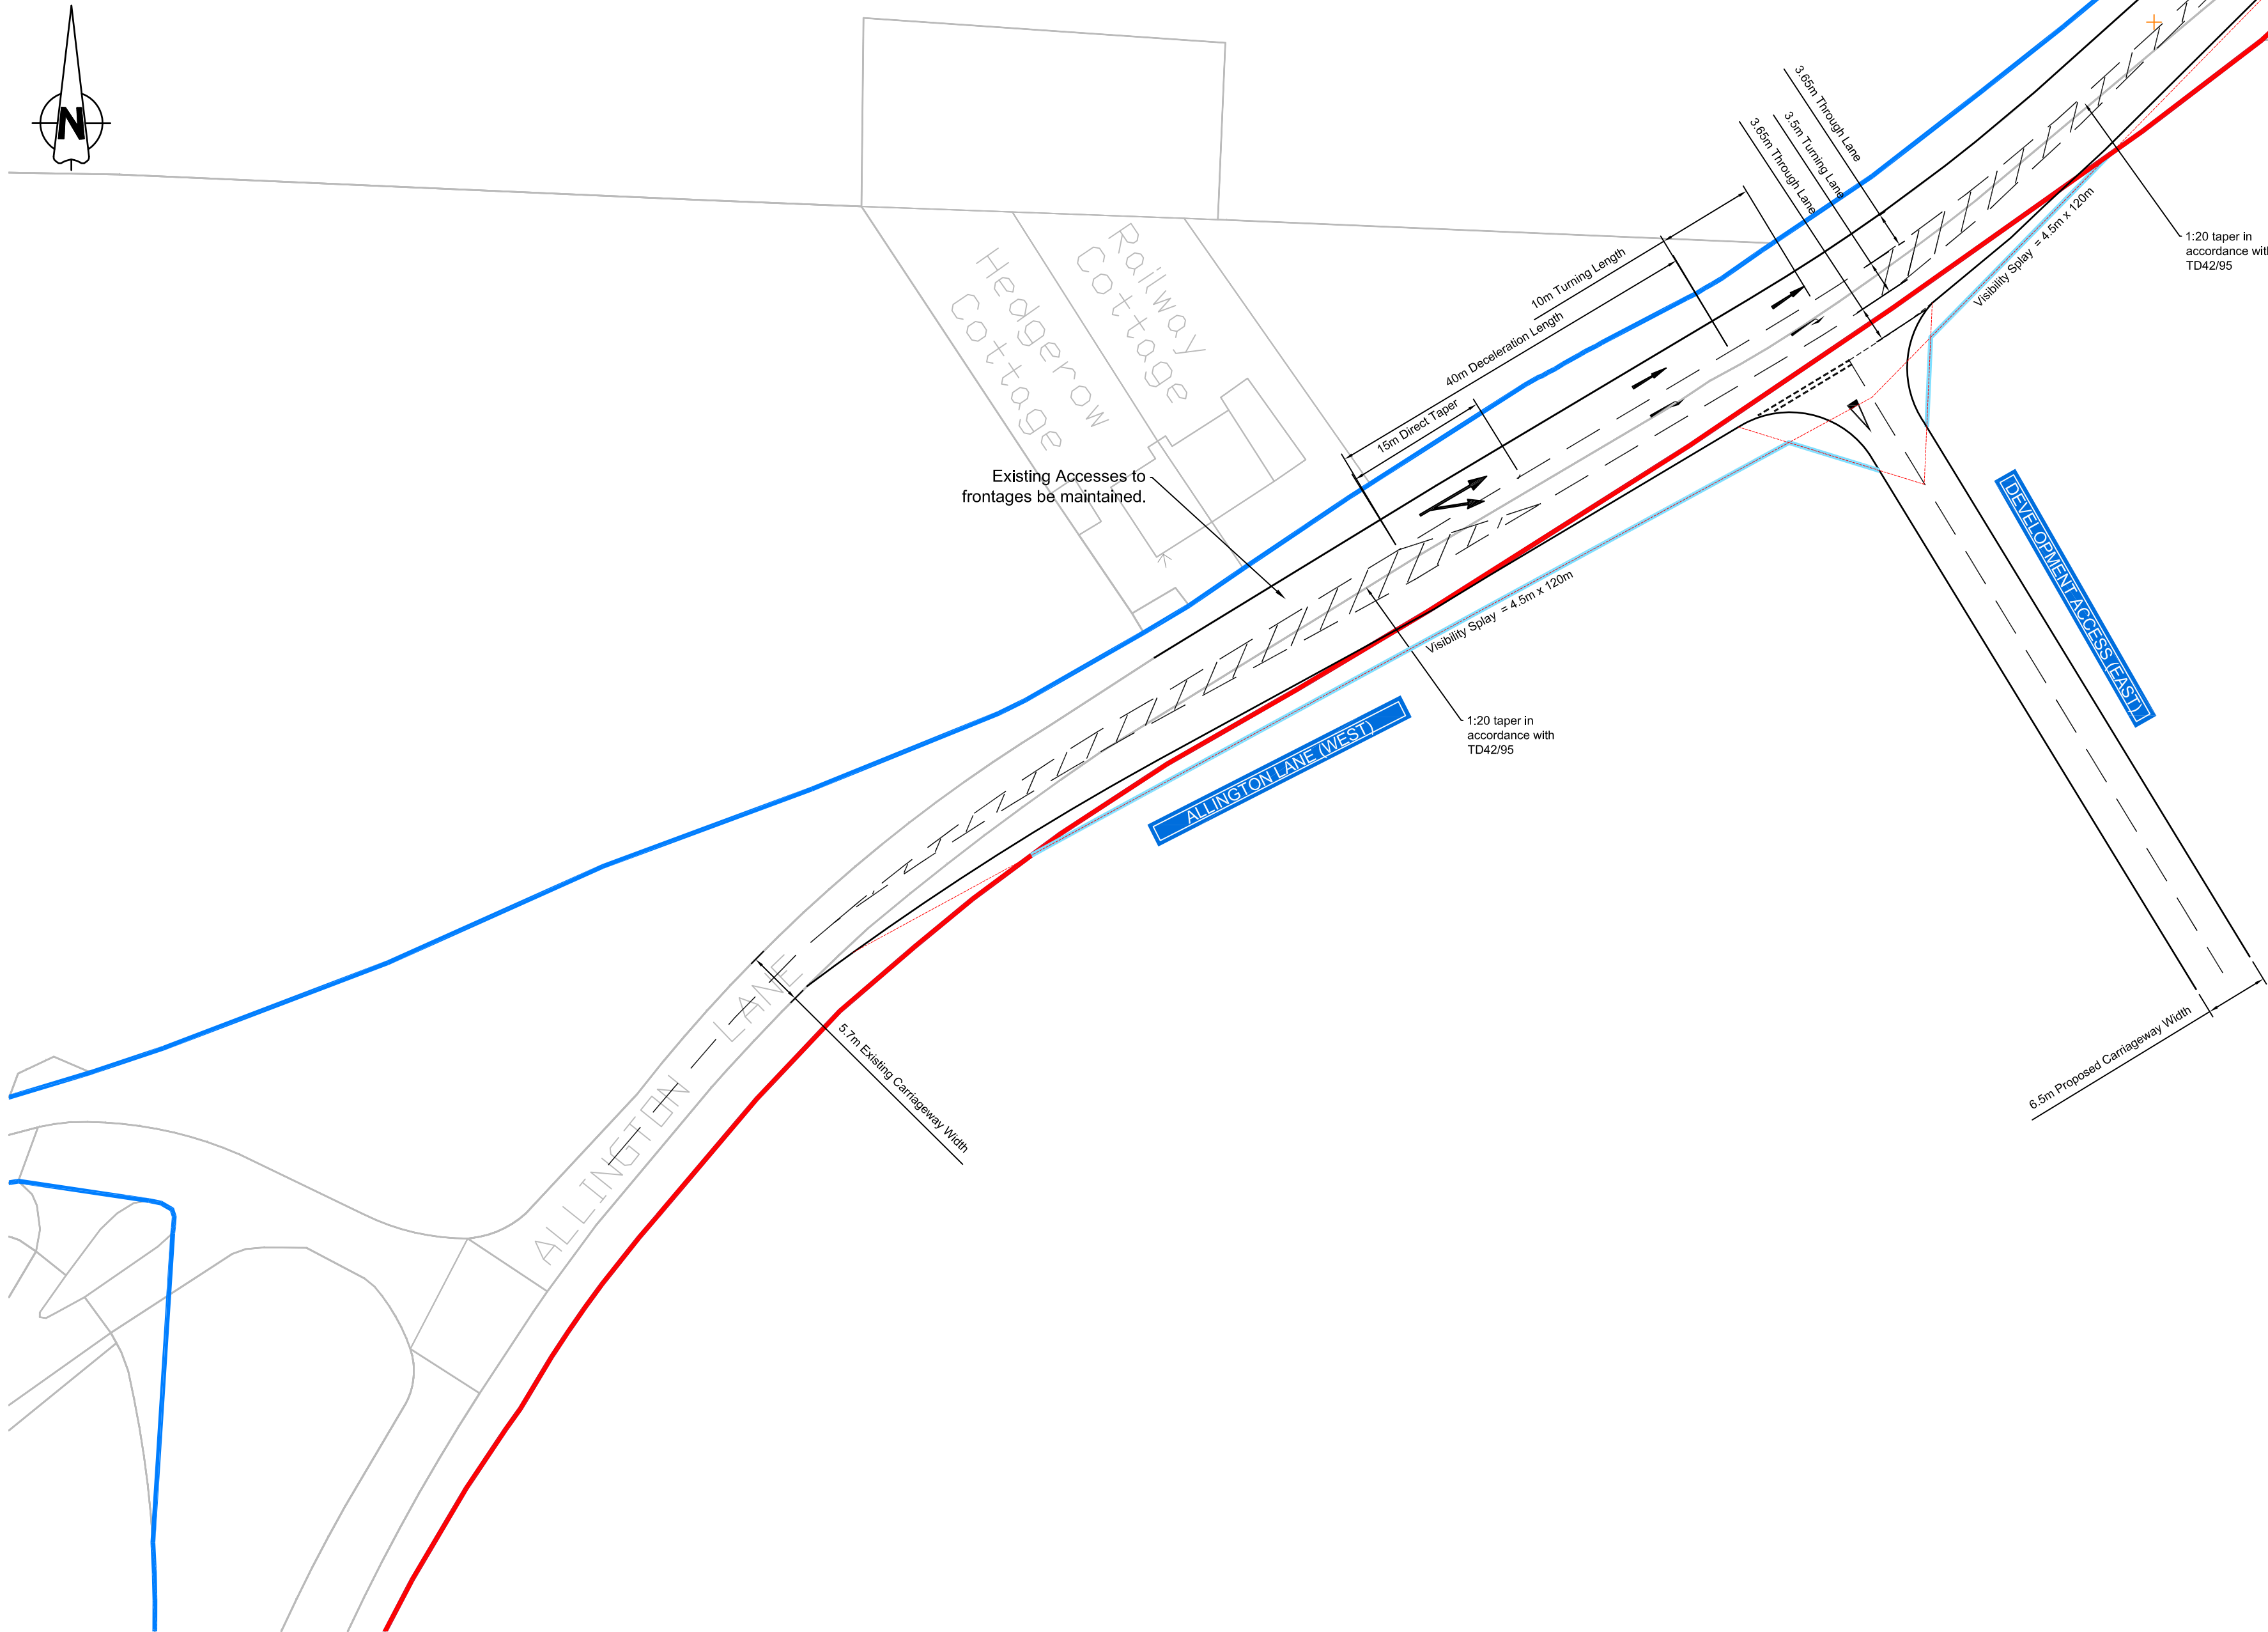 N
3.65m Through Lane
3.5m Turning Lane
3.65m Through Lane
10m Turning Length
40m Deceleration Length
15m Direct Taper
Hedgerow
Cottage
Railway
Cottage
Existing Accesses to
frontages be maintained.
1:20 taper in
accordance with
TD42/95
Visibility Splay = 4.5m x 120m
Visibility Splay = 4.5m x 120m
1:20 taper in
accordance with
TD42/95
DEVELOPMENT ACCESS (EAST)
ALLINGTON LANE (WEST)
ALLINGTON LANE
5.7m Existing Carriageway Width
6.5m Proposed Carriageway Width